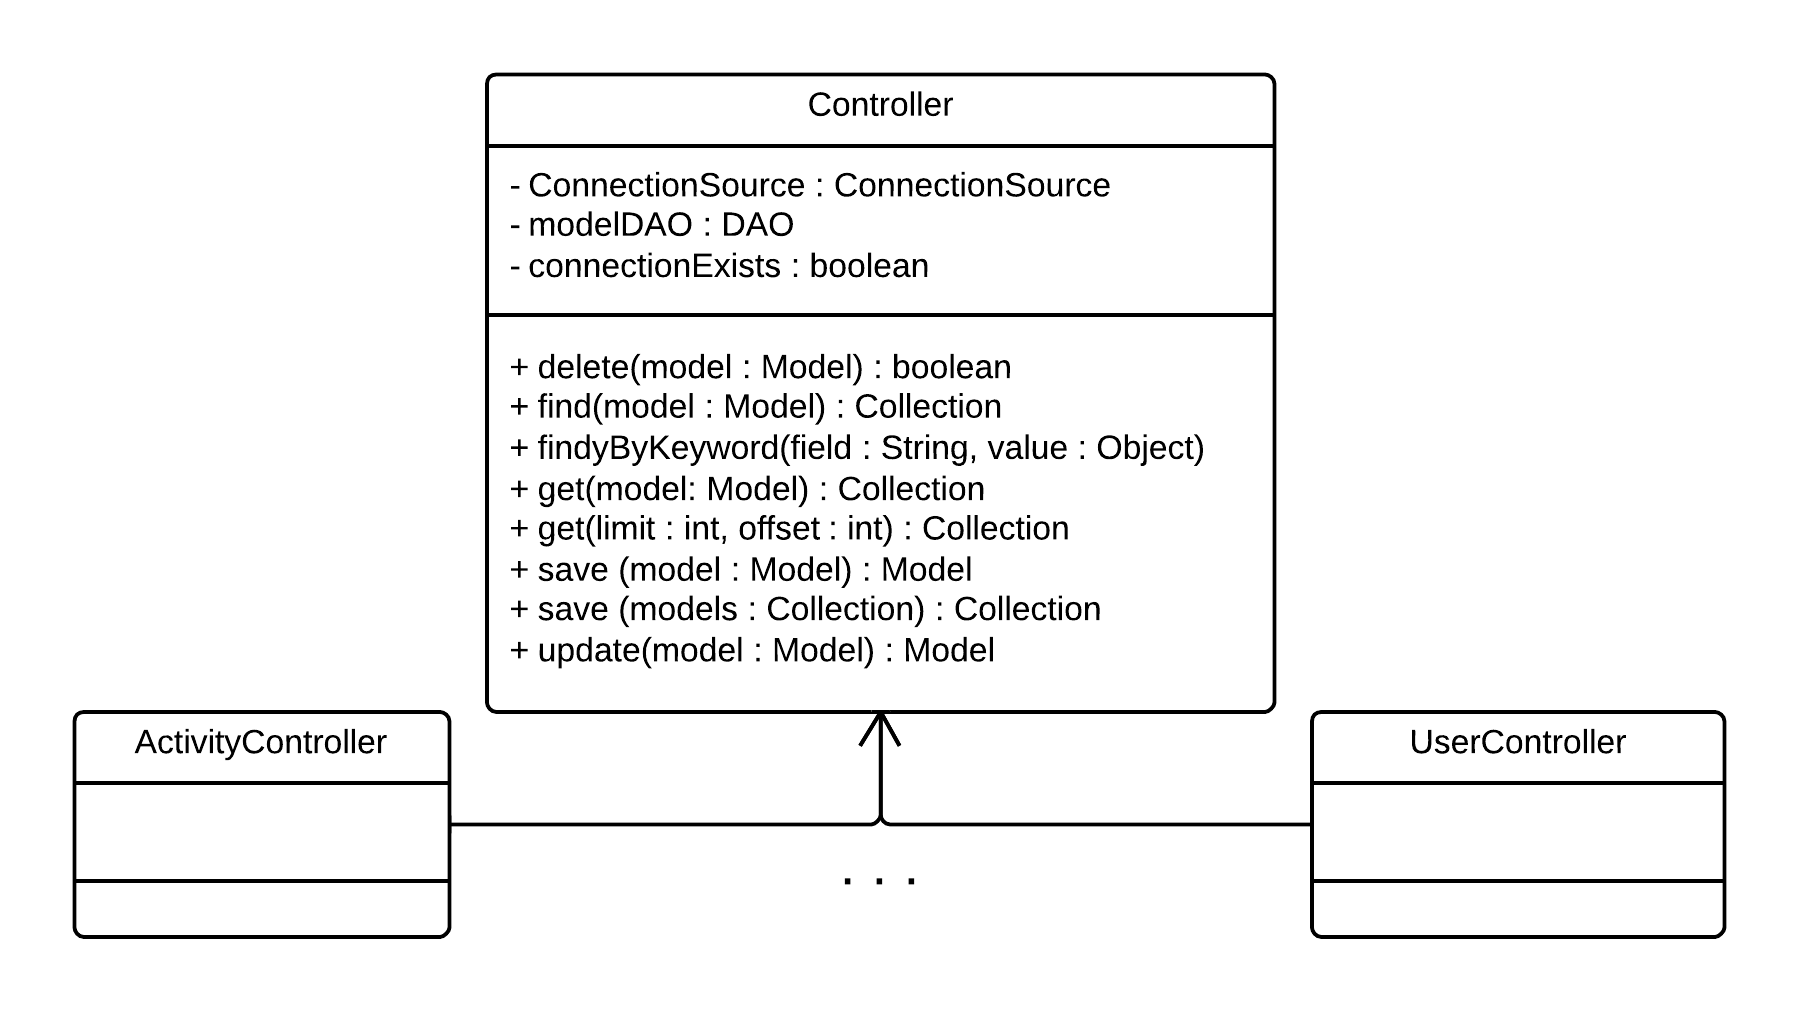 Controller
- ConnectionSource : ConnectionSource
- modelDAO : DAO
- connectionExists : boolean
+ delete(model : Model) : boolean
+ find(model : Model) : Collection
+ findyByKeyword(field : String, value : Object)
+ get(model: Model) : Collection
+ get(limit : int, offset : int) : Collection
+ save (model : Model) : Model
+ save (models : Collection) : Collection
+ update(model : Model) : Model
ActivityController
UserController
. . .